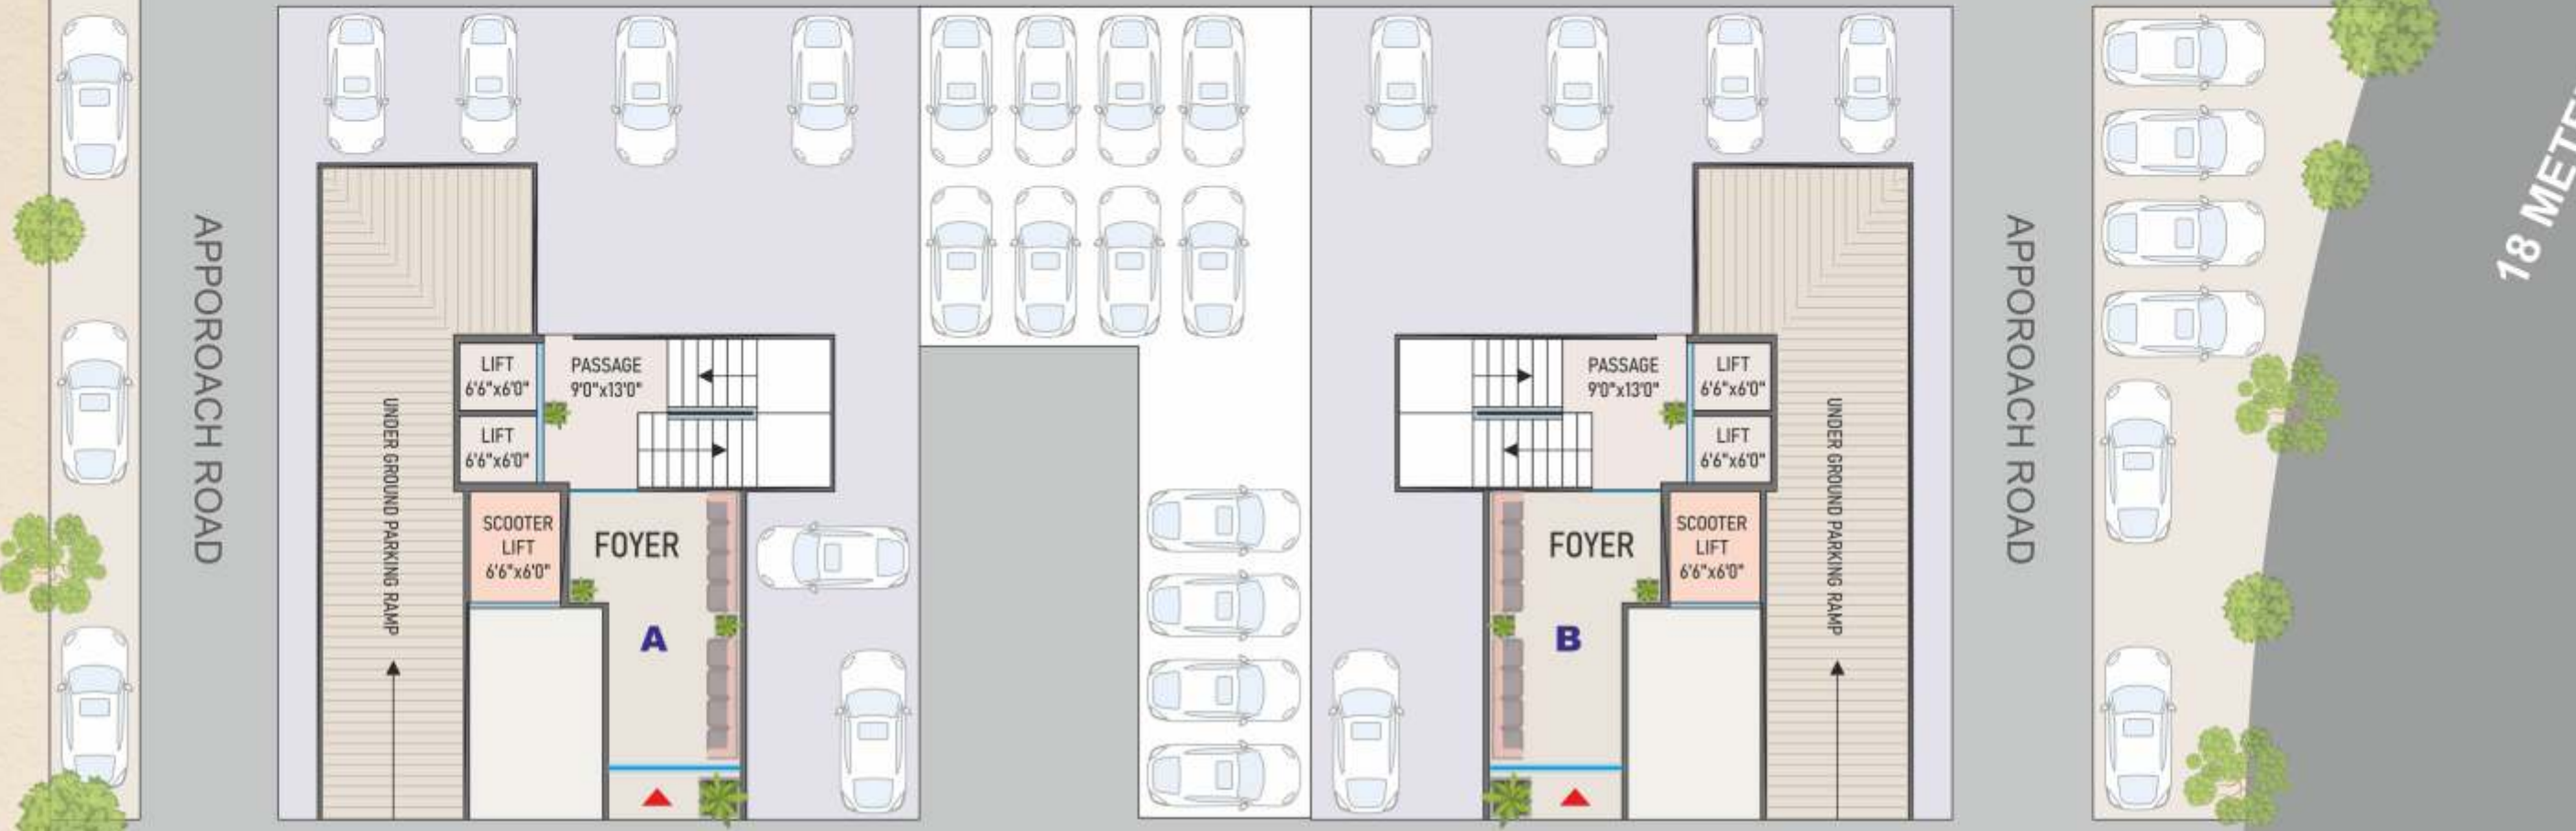 APPOROACH ROAD
UNDER GROUND PARKING RAMP
LIFT
6'6"x6'0"
LIFT
6'6"x6'0"
PASSAGE
9'0"x13'0"
SCOOTER
LIFT
6'6"x6'0"
FOYER
A
PASSAGE
9'0"x13'0"
LIFT
6'6"x6'0"
LIFT
6'6"x6'0"
FOYER
SCOOTER
LIFT
6'6"x6'0"
B
UNDER GROUND PARKING RAMP
APPOROACH ROAD
18